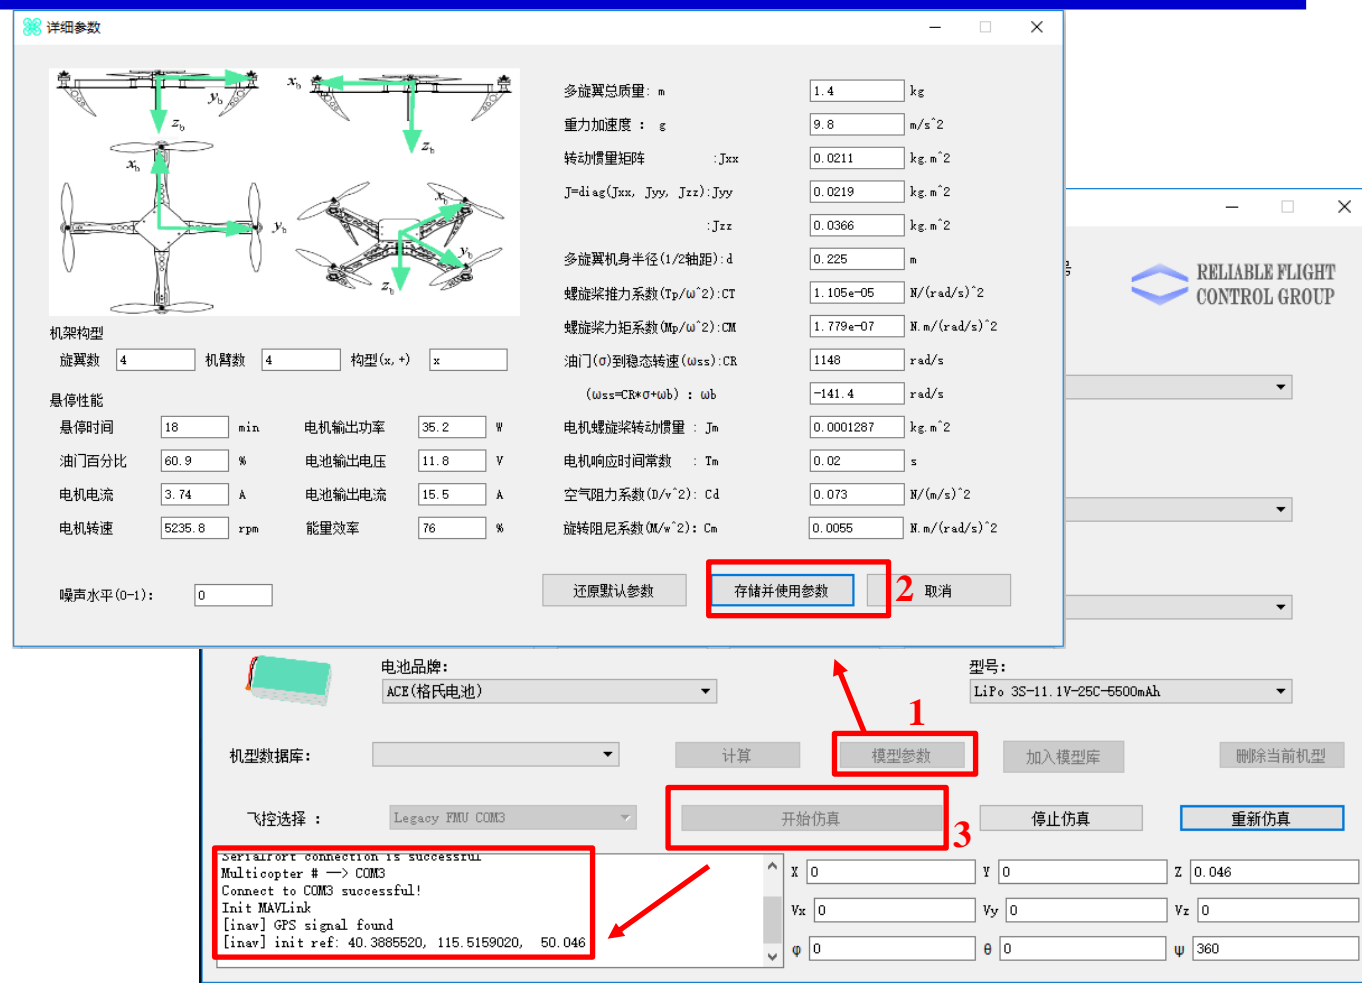 详细参数
x_b
y_b
z_b
z_b
x_b
y_b
x_b
y_b
z_b
机架构型
旋翼数 4 机臂数 4 构型(x,+) x
悬停性能
悬停时间 18 min 电机输出功率 35.2 W
油门百分比 60.9 % 电池输出电压 11.8 V
电机电流 3.74 A 电池输出电流 15.5 A
电机转速 5235.8 rpm 能量效率 76 %
噪声水平(0-1): 0
多旋翼总质量: m 1.4 kg
重力加速度 : g 9.8 m/s^2
转动惯量矩阵 :Jxx 0.0211 kg.m^2
J=diag(Jxx, Jyy, Jzz):Jyy 0.0219 kg.m^2
:Jzz 0.0366 kg.m^2
多旋翼机身半径(1/2轴距):d 0.225 m
螺旋桨推力系数(Tp/ω^2):CT 1.105e-05 N/(rad/s)^2
螺旋桨力矩系数(Mp/ω^2):CM 1.779e-07 N.m/(rad/s)^2
油门(σ)到稳态转速(ωss):CR 1148 rad/s
(ωss=CR*σ+ωb) : ωb -141.4 rad/s
电机螺旋桨转动惯量 : Jm 0.0001287 kg.m^2
电机响应时间常数 : Tm 0.02 s
空气阻力系数(D/v^2): Cd 0.073 N/(m/s)^2
旋转阻尼系数(M/w^2): Cm 0.0055 N.m/(rad/s)^2
还原默认参数 存储并使用参数 2 取消
RELIABLE FLIGHT
CONTROL GROUP
电池品牌: 型号:
ACE(格氏电池) LiPo 3S-11.1V-25C-5500mAh
1
机型数据库: 计算 模型参数 加入模型库 删除当前机型
飞控选择 : Legacy FMU COM3 开始仿真 3 停止仿真 重新仿真
SerialPort connection is successful
Multicopter # —> COM3
Connect to COM3 successful!
Init MAVLink
[inav] GPS signal found
[inav] init ref: 40.3885520, 115.5159020, 50.046
X 0 Y 0 Z 0.046
Vx 0 Vy 0 Vz 0
φ 0 θ 0 ψ 360